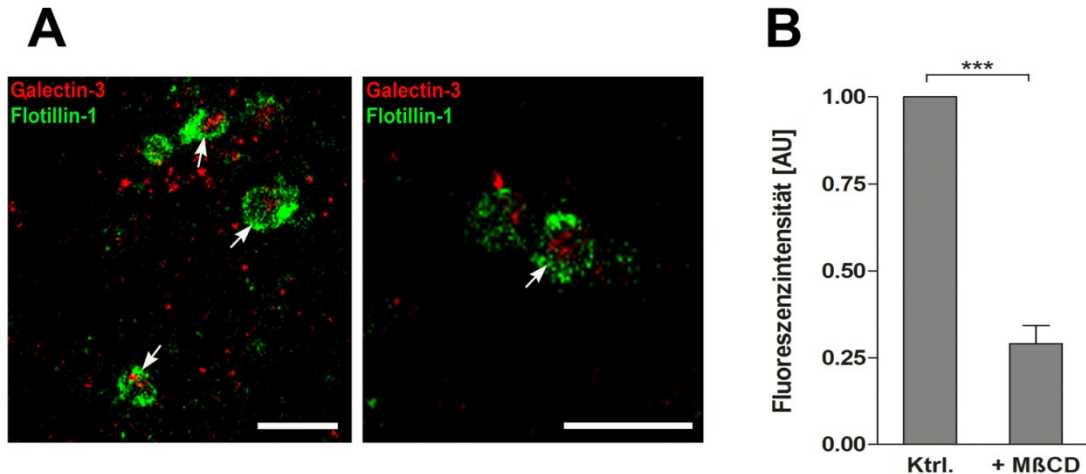 A
B
Galectin-3
Flotillin-1
Galectin-3
Flotillin-1
***
Fluoreszenzintensität [AU]
1.00
0.75
0.50
0.25
0.00
Ktrl.
+ MßCD